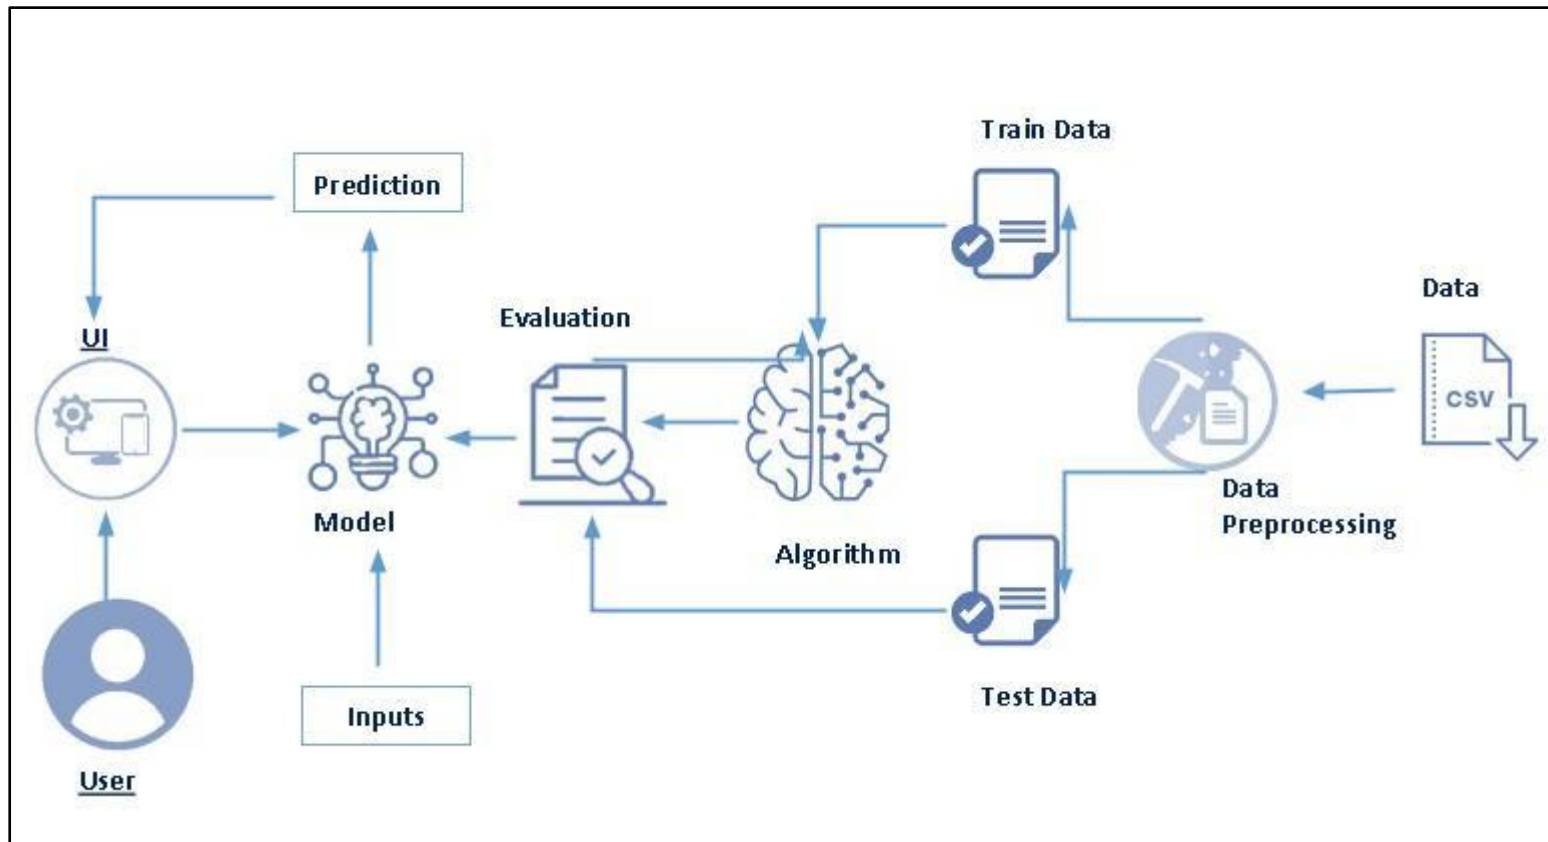 Train Data
Prediction
Data
Evaluation
UI
CSV
Model
Data
Preprocessing
Algorithm
Test Data
Inputs
User